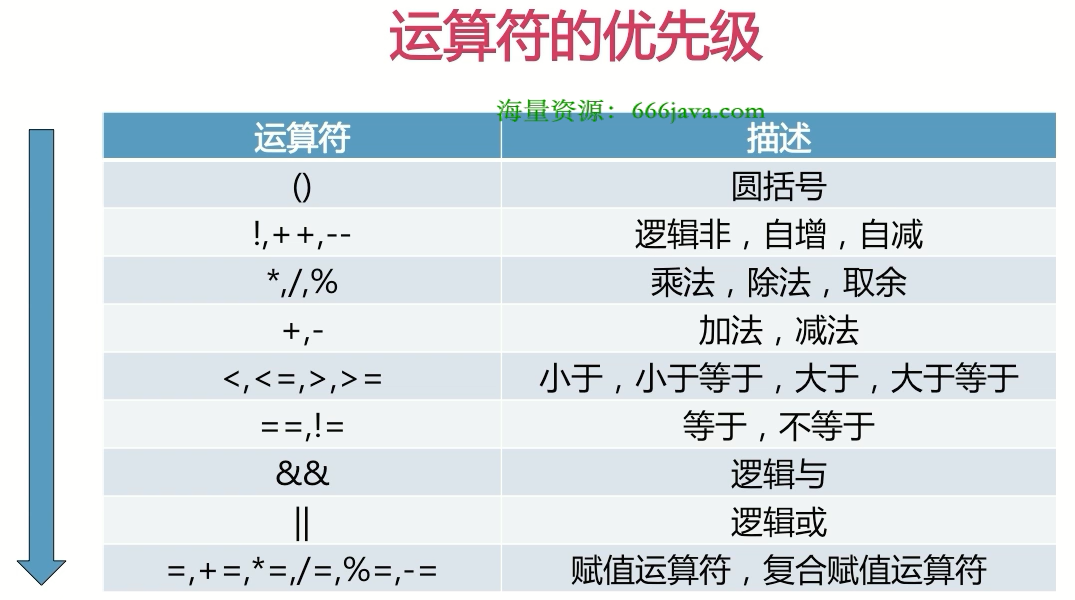 运算符的优先级
海量资源：666java.com
运算符 描述
() 圆括号
!,++,-- 逻辑非，自增，自减
*,/,% 乘法，除法，取余
+,- 加法，减法
<,<=,>,>= 小于，小于等于，大于，大于等于
==,!= 等于，不等于
&& 逻辑与
|| 逻辑或
=,+=,*=,/=,%=,-= 赋值运算符，复合赋值运算符